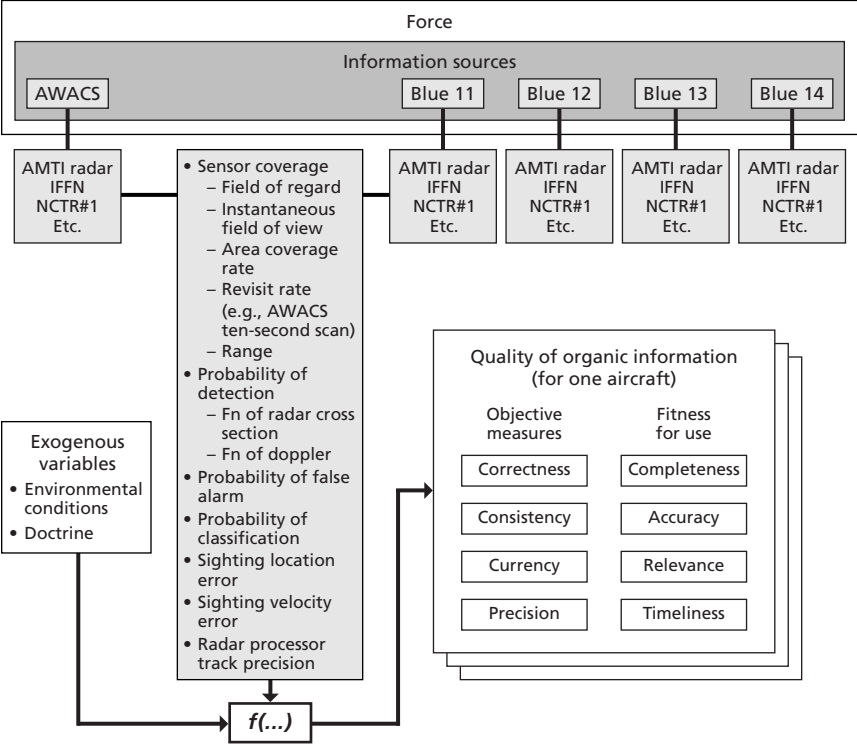 Force
Information sources
AWACS
Blue 11
Blue 12
Blue 13
Blue 14
AMTI radar
IFFN
NCTR#1
Etc.
• Sensor coverage
– Field of regard
– Instantaneous
field of view
– Area coverage
rate
– Revisit rate
(e.g., AWACS
ten-second scan)
– Range
• Probability of
detection
– Fn of radar cross
section
– Fn of doppler
• Probability of false
alarm
• Probability of
classification
• Sighting location
error
• Sighting velocity
error
• Radar processor
track precision
AMTI radar
IFFN
NCTR#1
Etc.
AMTI radar
IFFN
NCTR#1
Etc.
AMTI radar
IFFN
NCTR#1
Etc.
AMTI radar
IFFN
NCTR#1
Etc.
Exogenous
variables
• Environmental
conditions
• Doctrine
f(...)
Quality of organic information
(for one aircraft)
Objective
measures
Correctness
Consistency
Currency
Precision
Fitness
for use
Completeness
Accuracy
Relevance
Timeliness